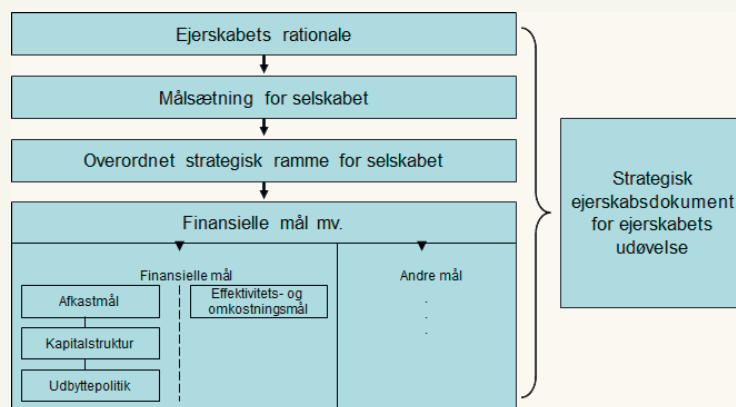 Ejerskabets rationale
Målsætning for selskabet
Overordnet strategisk ramme for selskabet
Finansielle mål mv.
Finansielle mål
Andre mål
Afkastmål
Effektivitets- og
omkostningsmål
.
.
.
Kapitalstruktur
Udbyttepolitik
Strategisk
ejerskabsdokument
for ejerskabets
udøvelse